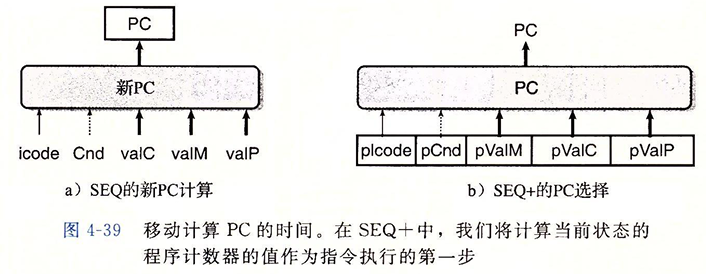 PC
新PC
icode Cnd valC valM valP
a）SEQ的新PC计算
PC
PC
pIcode pCnd pValM pValC pValP
b）SEQ+的PC选择
图 4-39 移动计算 PC 的时间。在 SEQ+中，我们将计算当前状态的
程序计数器的值作为指令执行的第一步